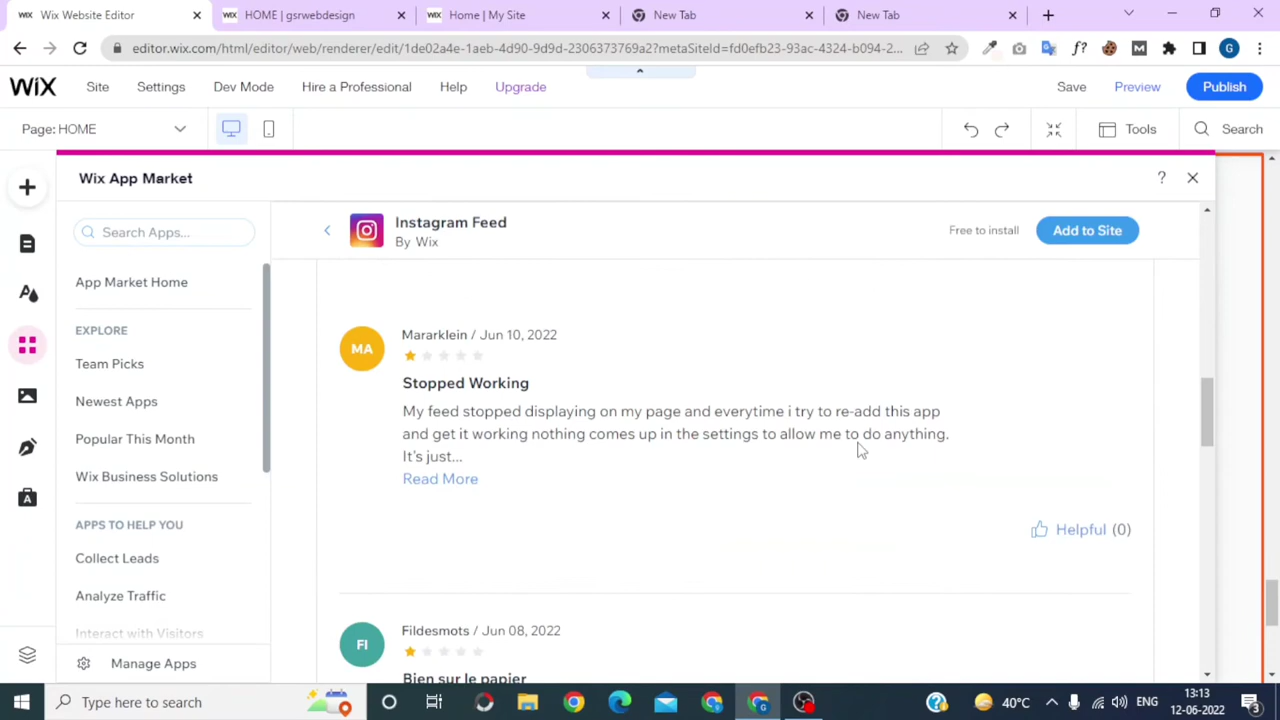 Wix Website Editor
HOME | gsrwebdesign
Home | My Site
New Tab
New Tab
editor.wix.com/html/editor/web/renderer/edit/1de02a4e-1aeb-4d90-9d9d-2306373769a2?metaSiteId=fd0efb23-93ac-4324-b094-2...
f?
M
G
WiX
Site
Settings
Dev Mode
Hire a Professional
Help
Upgrade
Save
Preview
Publish
Page: HOME
Tools
Search
Wix App Market
?
Search Apps...
Instagram Feed
By Wix
Free to install
Add to Site
App Market Home
EXPLORE
Team Picks
Newest Apps
Popular This Month
Wix Business Solutions
APPS TO HELP YOU
Collect Leads
Analyze Traffic
Interact with Visitors
Manage Apps
MA
Mararklein / Jun 10, 2022
Stopped Working
My feed stopped displaying on my page and everytime i try to re-add this app
and get it working nothing comes up in the settings to allow me to do anything.
It's just...
Read More
Helpful (0)
FI
Fildesmots / Jun 08, 2022
Bien sur le papier
Type here to search
40°C
ENG
13:13
12-06-2022
3